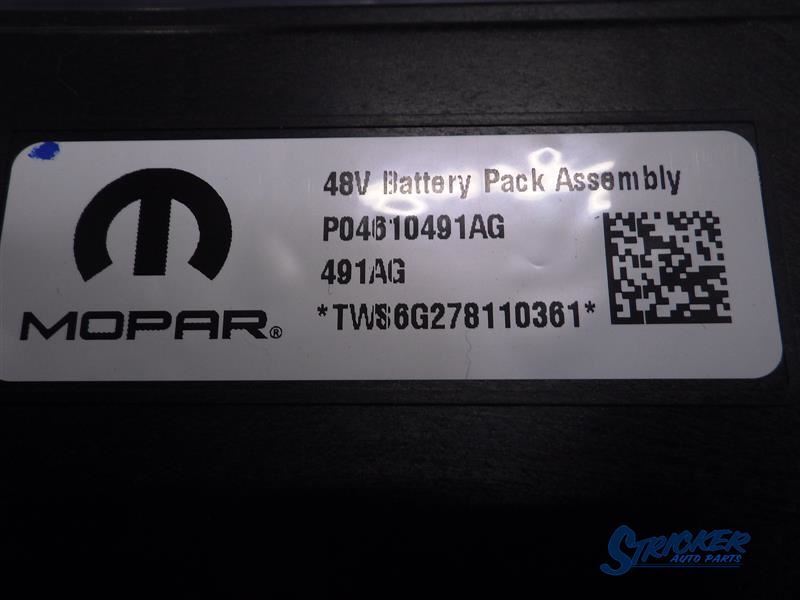 48V Battery Pack Assembly
P04610491AG
491AG
*TWS6G278110361*
MOPAR®
STRICKER
AUTO PARTS